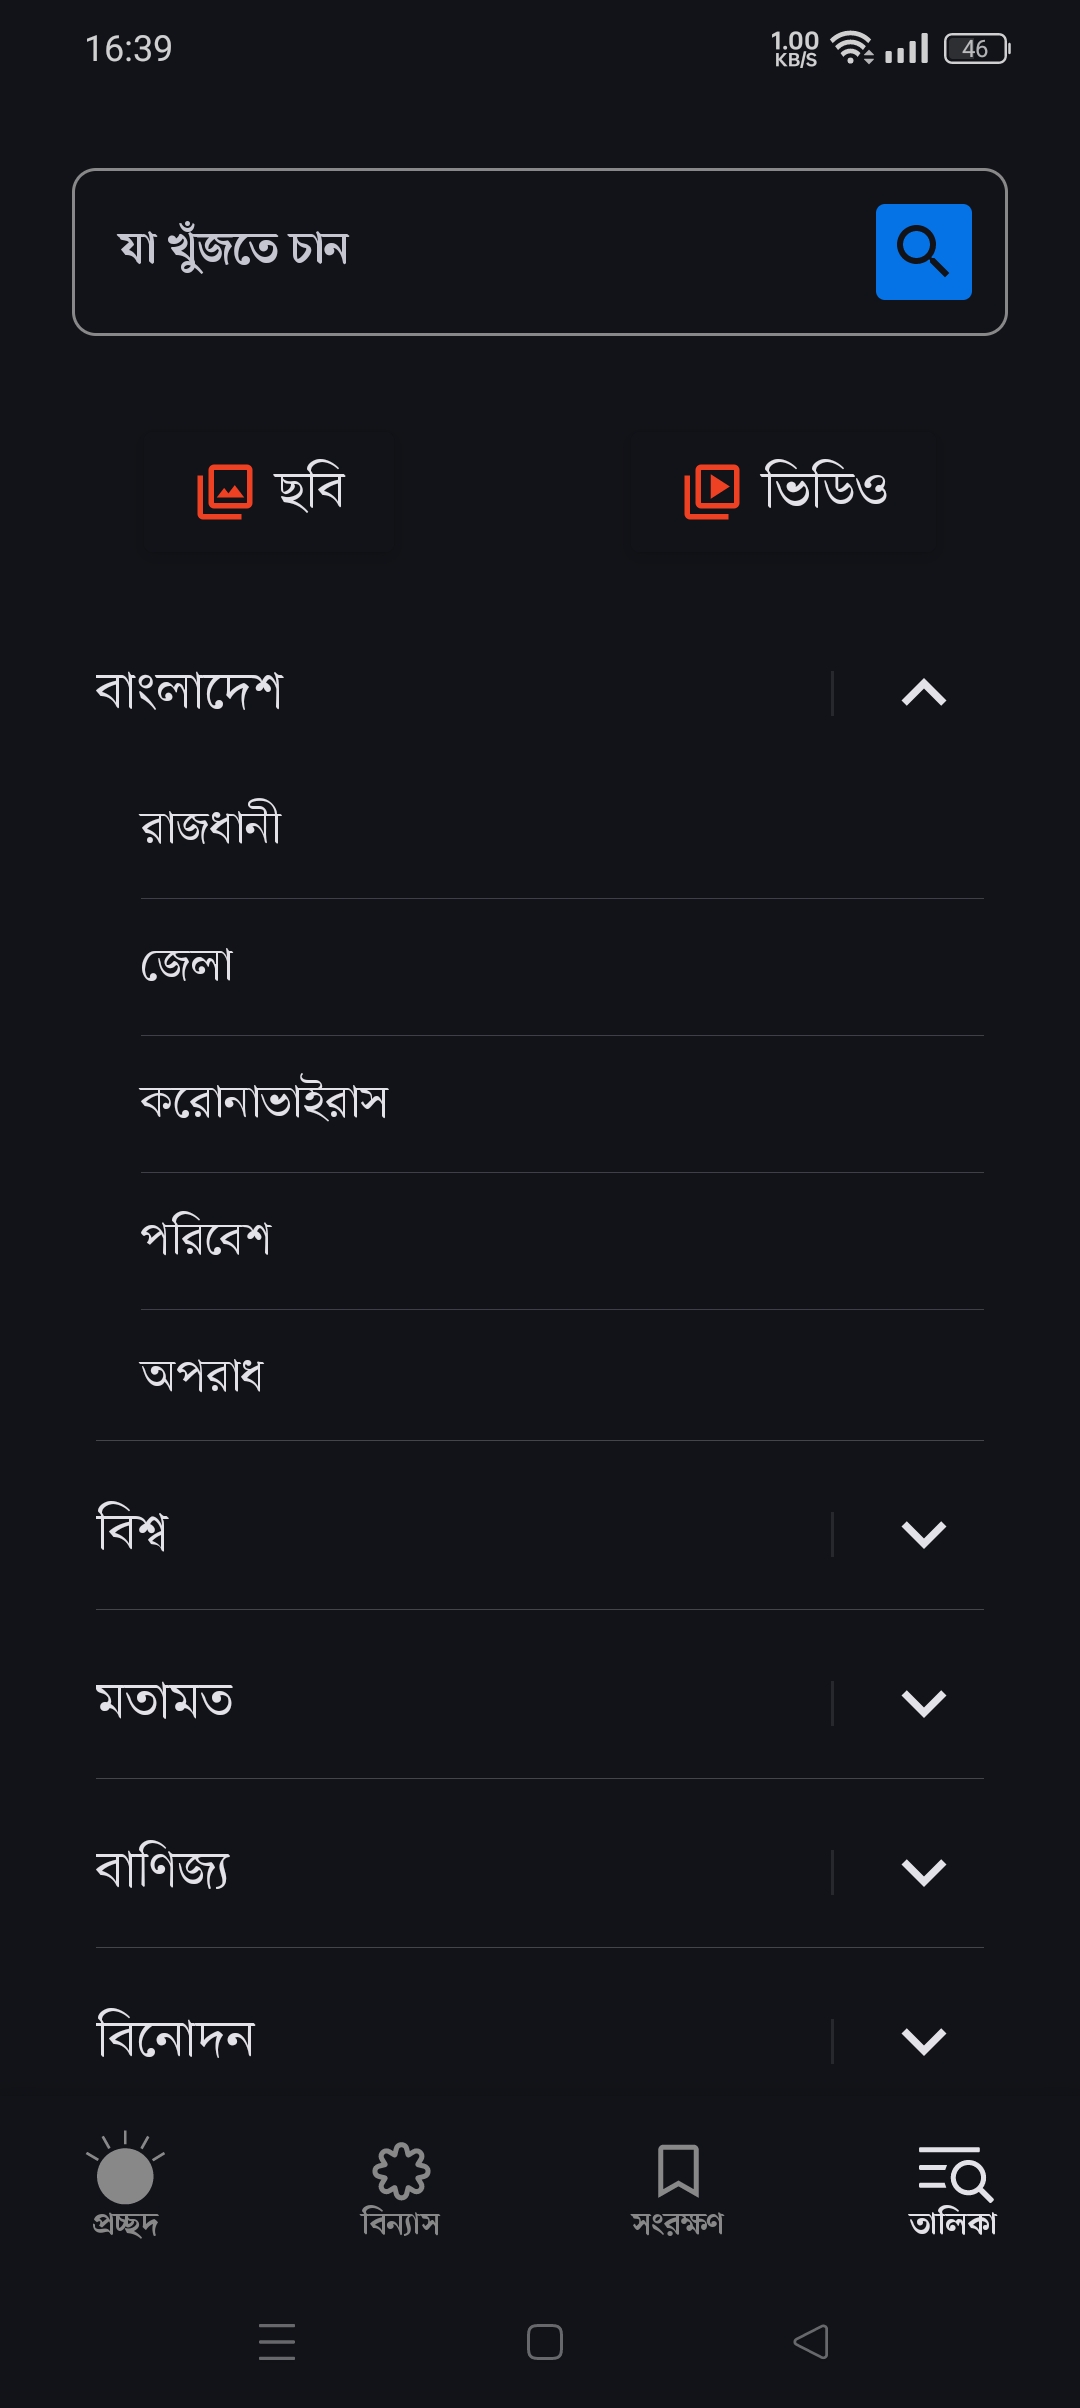 16:39
1.00
KB/S
46
যা খুঁজতে চান
ছবি
ভিডিও
বাংলাদেশ
রাজধানী
জেলা
করোনাভাইরাস
পরিবেশ
অপরাধ
বিশ্ব
মতামত
বাণিজ্য
বিনোদন
প্রচ্ছদ
বিন্যাস
সংরক্ষণ
তালিকা